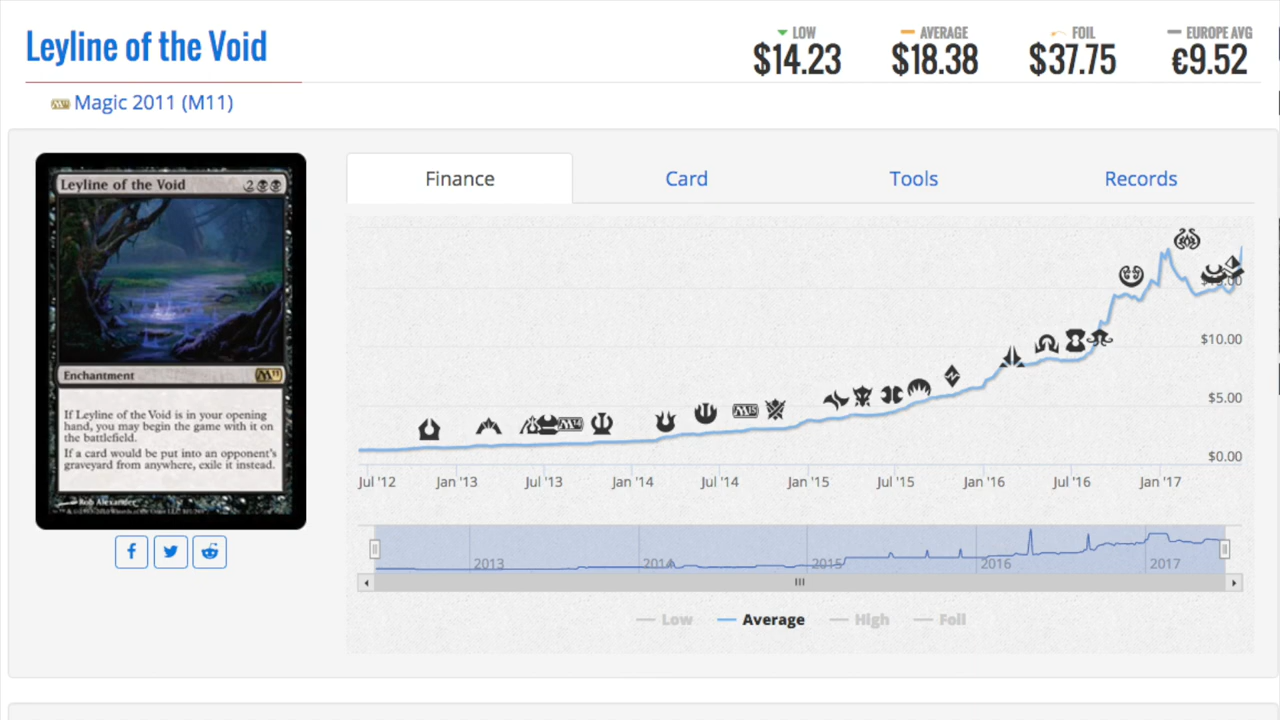 Leyline of the Void
LOW
$14.23
AVERAGE
$18.38
FOIL
$37.75
EUROPE AVG
€9.52
Magic 2011 (M11)
Leyline of the Void
2
Enchantment
If Leyline of the Void is in your opening
hand, you may begin the game with it on
the battlefield.
If a card would be put into an opponent's
graveyard from anywhere, exile it instead.
Rob Alexander
Finance
Card
Tools
Records
$10.00
$5.00
$0.00
Jul '12 Jan '13 Jul '13 Jan '14 Jul '14 Jan '15 Jul '15 Jan '16 Jul '16 Jan '17
2013 2014 2015 2016 2017
Low Average High Foil